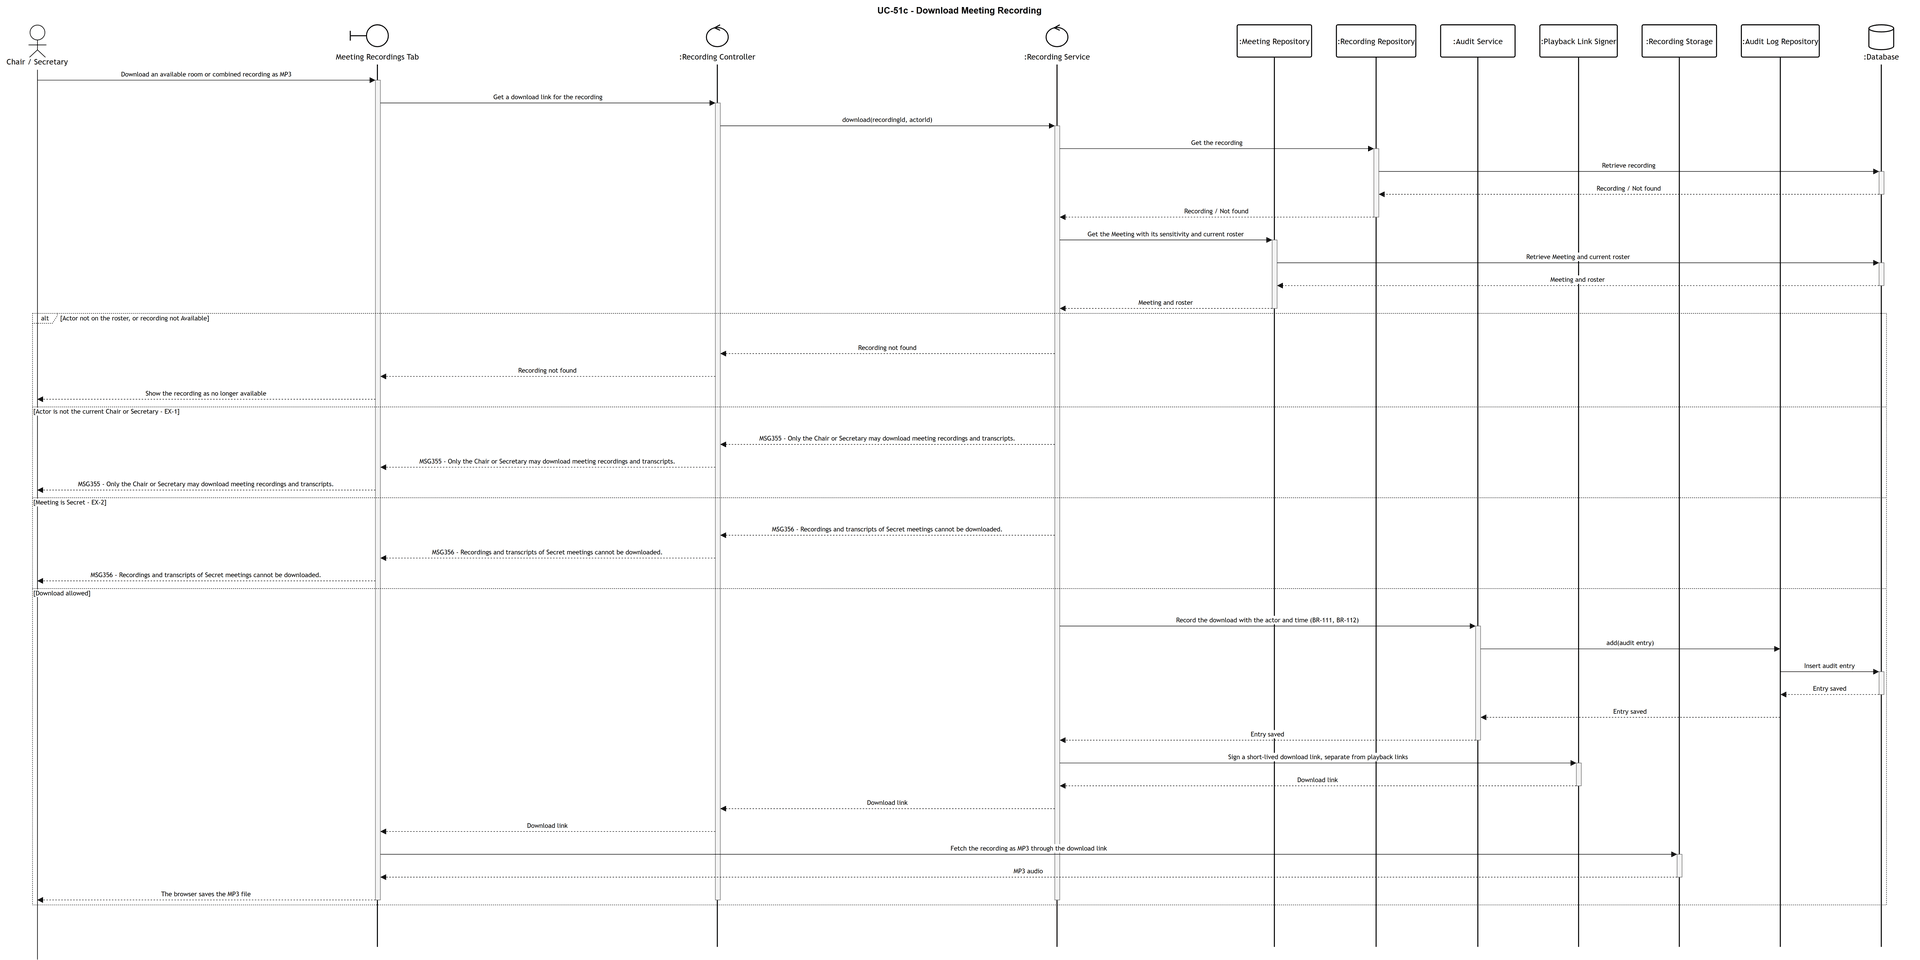 UC-51c - Download Meeting Recording
Chair / Secretary
Meeting Recordings Tab
:Recording Controller
:Recording Service
:Meeting Repository
:Recording Repository
:Audit Service
:Playback Link Signer
:Recording Storage
:Audit Log Repository
:Database
Download an available room or combined recording as MP3
Get a download link for the recording
download(recordingId, actorId)
Get the recording
Retrieve recording
Recording / Not found
Recording / Not found
Get the Meeting with its sensitivity and current roster
Retrieve Meeting and current roster
Meeting and roster
Meeting and roster
alt [Actor not on the roster, or recording not Available]
Recording not found
Recording not found
Show the recording as no longer available
[Actor is not the current Chair or Secretary - EX-1]
MSG355 - Only the Chair or Secretary may download meeting recordings and transcripts.
MSG355 - Only the Chair or Secretary may download meeting recordings and transcripts.
MSG355 - Only the Chair or Secretary may download meeting recordings and transcripts.
[Meeting is Secret - EX-2]
MSG356 - Recordings and transcripts of Secret meetings cannot be downloaded.
MSG356 - Recordings and transcripts of Secret meetings cannot be downloaded.
MSG356 - Recordings and transcripts of Secret meetings cannot be downloaded.
[Download allowed]
Record the download with the actor and time (BR-111, BR-112)
add(audit entry)
Insert audit entry
Entry saved
Entry saved
Entry saved
Sign a short-lived download link, separate from playback links
Download link
Download link
Download link
Fetch the recording as MP3 through the download link
MP3 audio
The browser saves the MP3 file